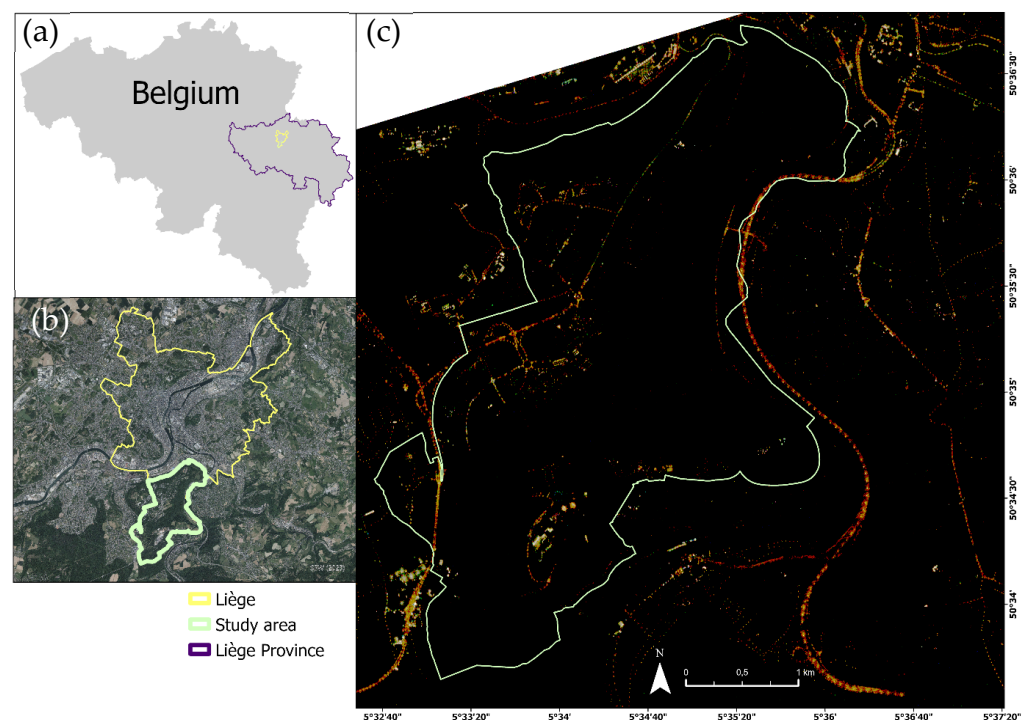 (a)
Belgium
(b)
SPW (2023)
Liège
Study area
Liège Province
(c)
N
0
0,5
1 km
50°36'30"
50°36'
50°35'30"
50°35'
50°34'30"
50°34'
5°32'40"
5°33'20"
5°34'
5°34'40"
5°35'20"
5°36'
5°36'40"
5°37'20"